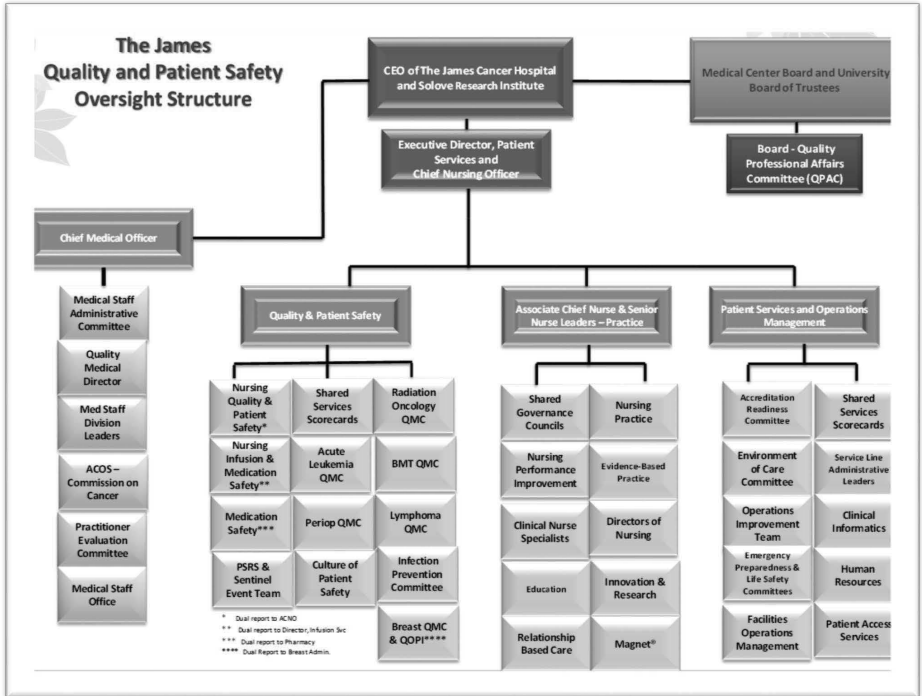 The James
Quality and Patient Safety
Oversight Structure
CEO of The James Cancer Hospital
and Solove Research Institute
Medical Center Board and University
Board of Trustees
Executive Director, Patient
Services and
Chief Nursing Officer
Board - Quality
Professional Affairs
Committee (QPAC)
Chief Medical Officer
Medical Staff
Administrative
Committee
Quality
Medical
Director
Med Staff
Division
Leaders
ACOS –
Commission on
Cancer
Practitioner
Evaluation
Committee
Medical Staff
Office
Quality & Patient Safety
Nursing
Quality &
Patient
Safety*
Shared
Services
Scorecards
Radiation
Oncology
QMC
Nursing
Infusion &
Medication
Safety**
Acute
Leukemia
QMC
BMT QMC
Medication
Safety***
Periop QMC
Lymphoma
QMC
PSRS &
Sentinel
Event Team
Culture of
Patient
Safety
Infection
Prevention
Committee
Breast QMC
& QOPI****
* Dual report to ACNO
** Dual report to Director, Infusion Svc
*** Dual report to Pharmacy
**** Dual Report to Breast Admin.
Associate Chief Nurse & Senior
Nurse Leaders – Practice
Shared
Governance
Councils
Nursing
Practice
Nursing
Performance
Improvement
Evidence-Based
Practice
Clinical Nurse
Specialists
Directors of
Nursing
Education
Innovation &
Research
Relationship
Based Care
Magnet®
Patient Services and Operations
Management
Accreditation
Readiness
Committee
Shared
Services
Scorecards
Environment
of Care
Committee
Service Line
Administrative
Leaders
Operations
Improvement
Team
Clinical
Informatics
Emergency
Preparedness &
Life Safety
Committees
Human
Resources
Facilities
Operations
Management
Patient Access
Services